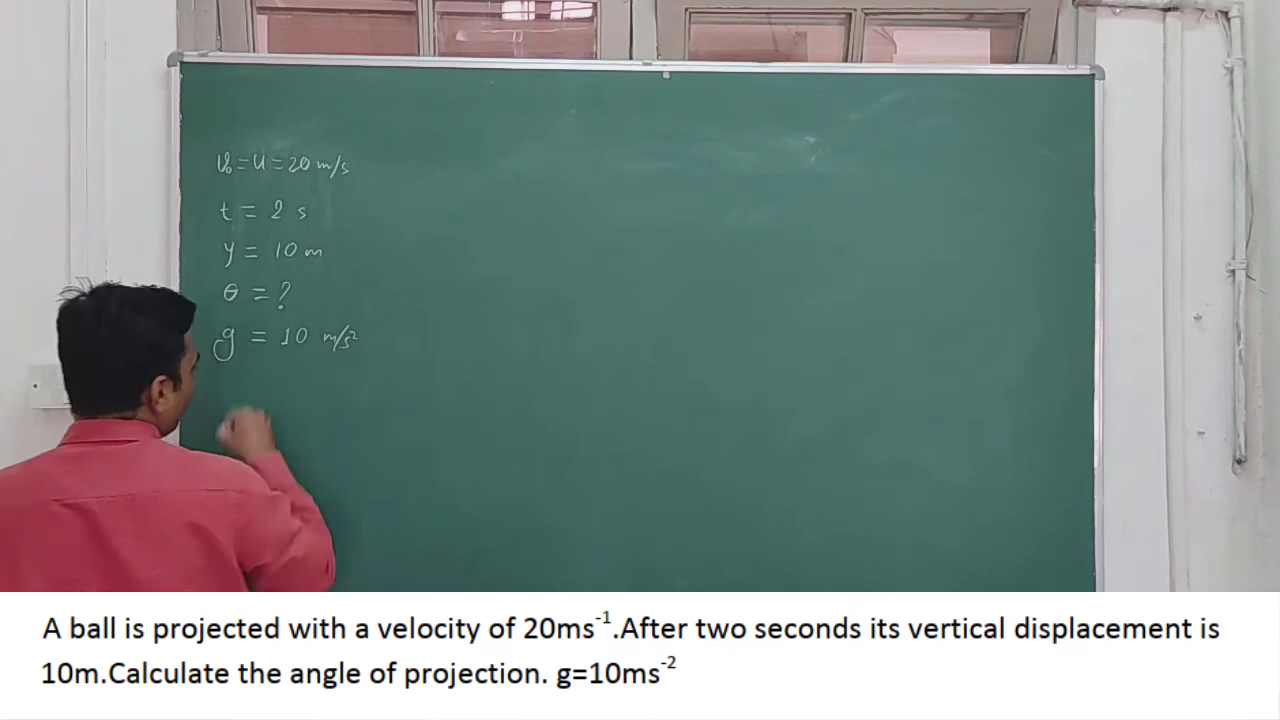 v₀ = u = 20 m/s
t = 2 s
y = 10 m
θ = ?
g = 10 m/s²
A ball is projected with a velocity of 20ms⁻¹.After two seconds its vertical displacement is
10m.Calculate the angle of projection. g=10ms⁻²